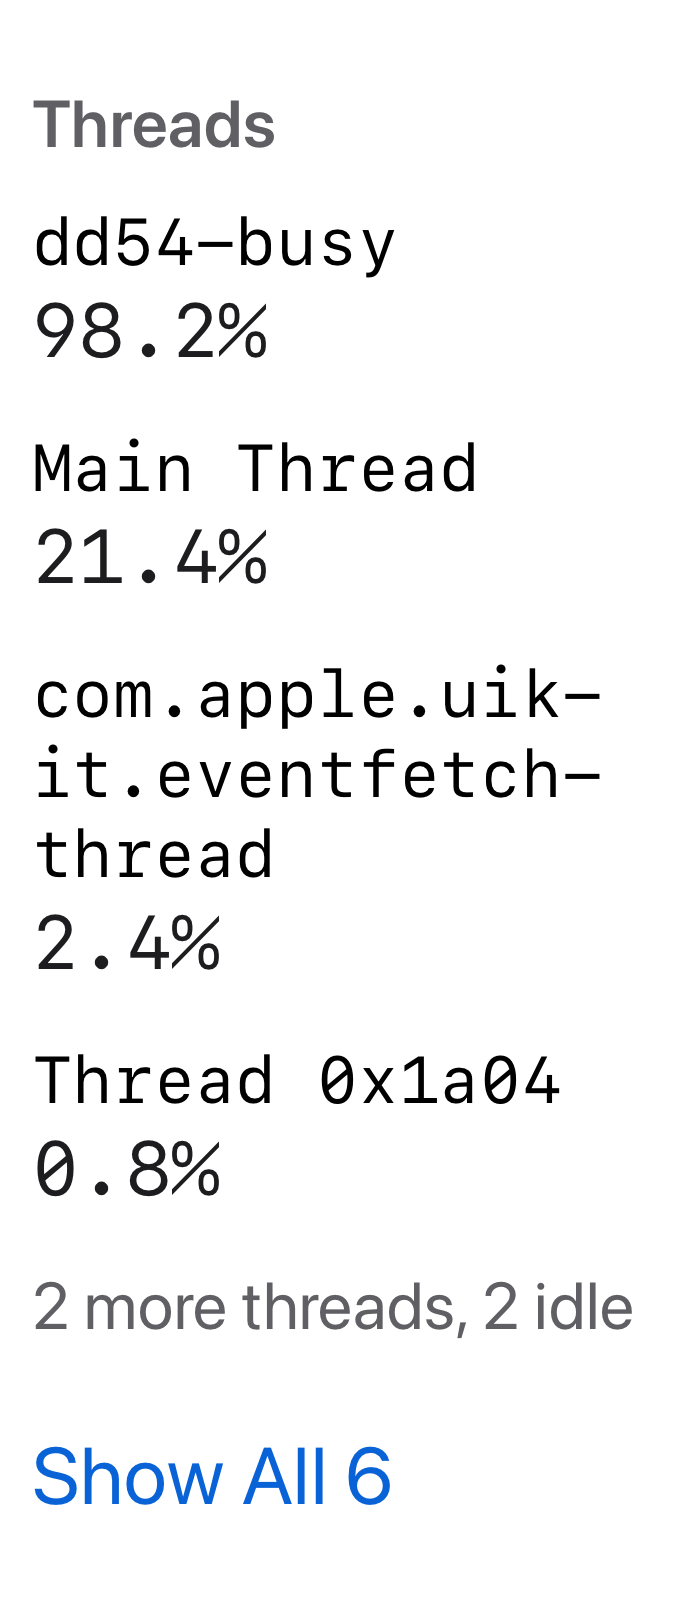 Threads
dd54-busy
98.2%
Main Thread
21.4%
com.apple.uik-
it.eventfetch-
thread
2.4%
Thread 0x1a04
0.8%
2 more threads, 2 idle
Show All 6